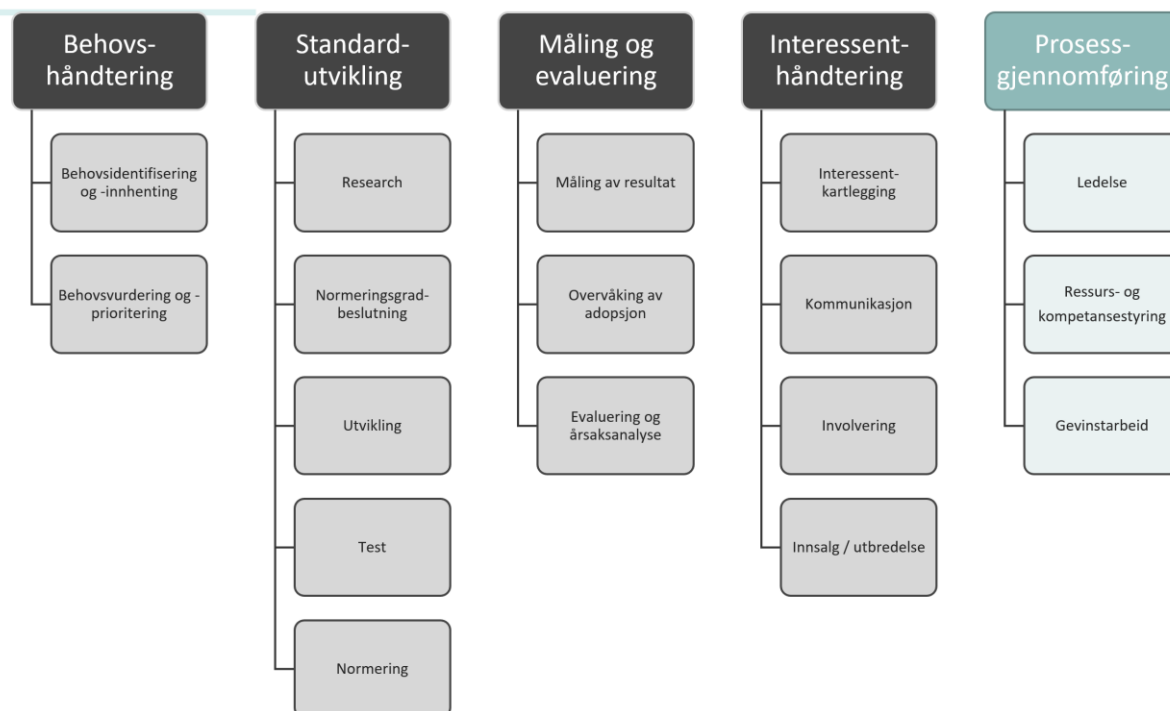 Behovs-
håndtering
Behovsidentifisering
og -innhenting
Behovsvurdering og -
prioritering
Standard-
utvikling
Research
Normeringsgrad-
beslutning
Utvikling
Test
Normering
Måling og
evaluering
Måling av resultat
Overvåking av
adopsjon
Evaluering og
årsaksanalyse
Interessent-
håndtering
Interessent-
kartlegging
Kommunikasjon
Involvering
Innsalg / utbredelse
Prosess-
gjennomføring
Ledelse
Ressurs- og
kompetansestyring
Gevinstarbeid